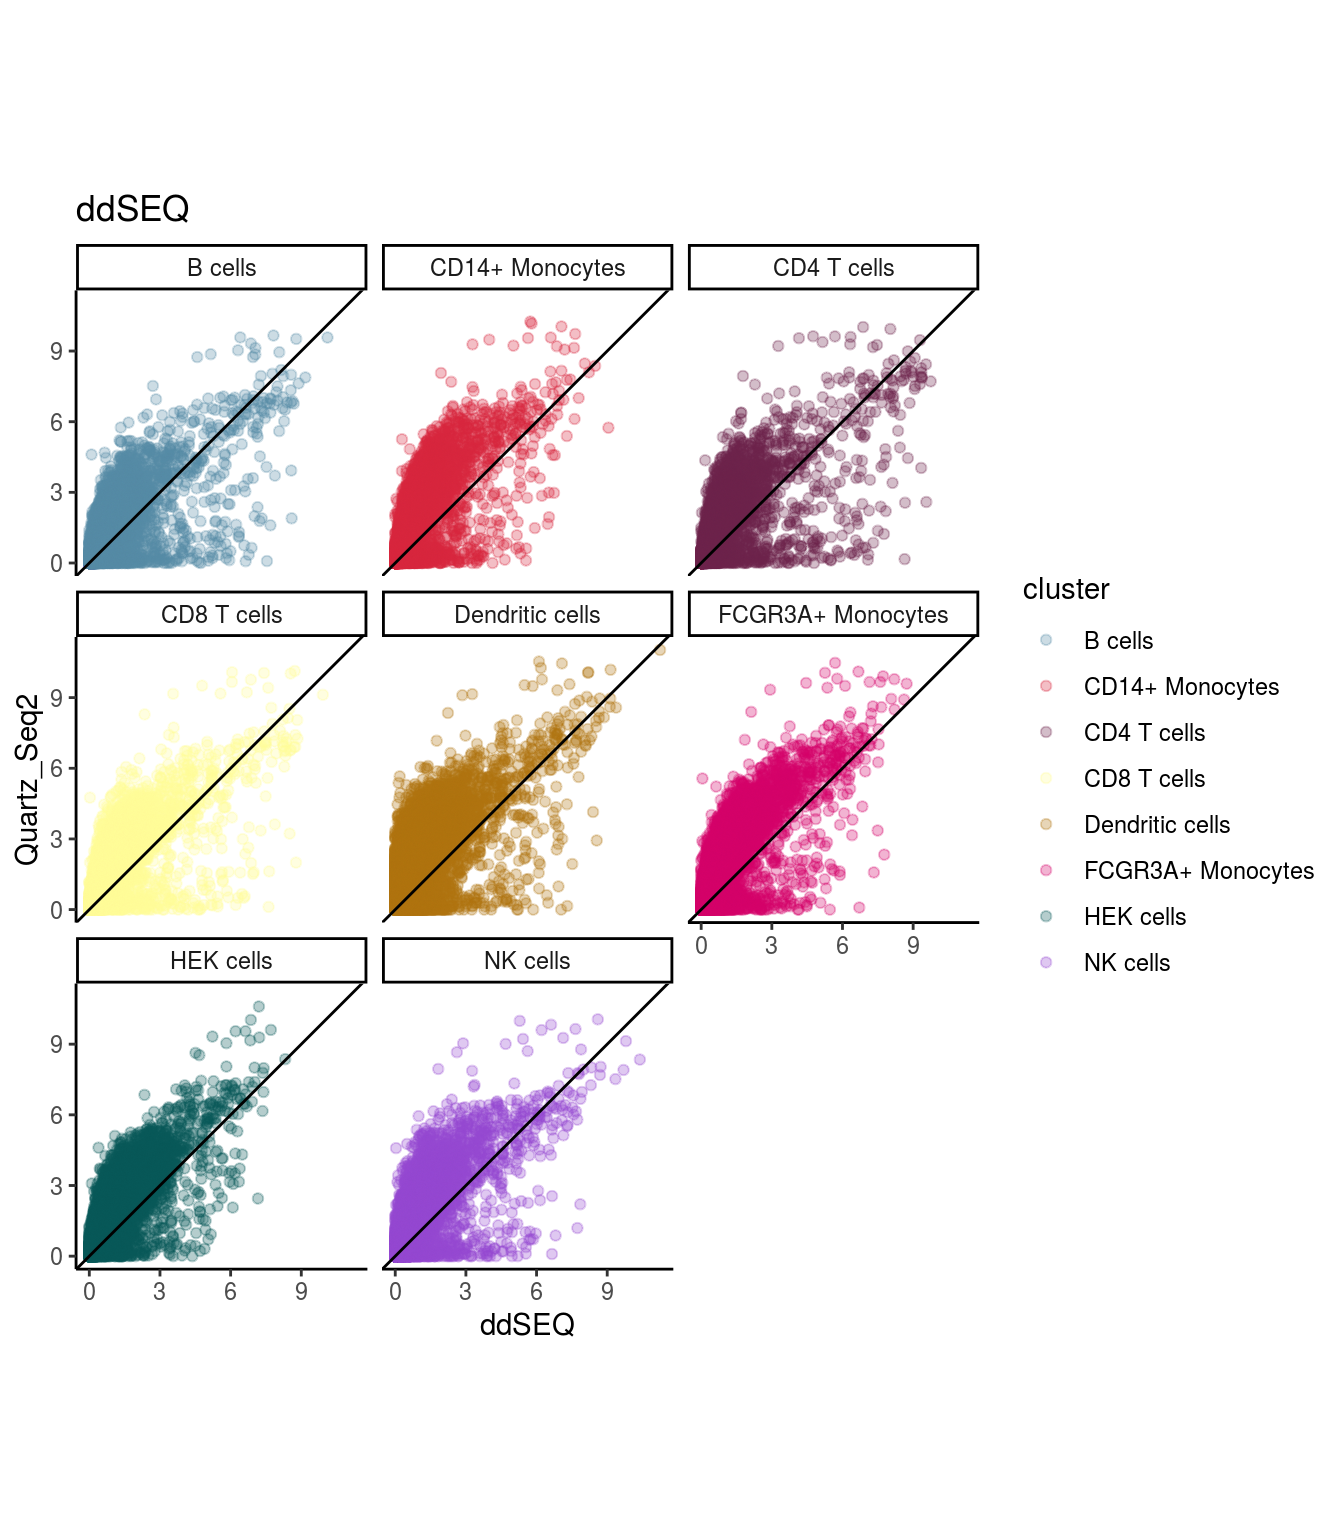 ddSEQ
B cells
CD14+ Monocytes
CD4 T cells
9
6
3
0
CD8 T cells
Dendritic cells
FCGR3A+ Monocytes
9
6
3
0
0 3 6 9
HEK cells
NK cells
9
6
3
0
0 3 6 9
0 3 6 9
ddSEQ
Quartz_Seq2
cluster
B cells
CD14+ Monocytes
CD4 T cells
CD8 T cells
Dendritic cells
FCGR3A+ Monocytes
HEK cells
NK cells